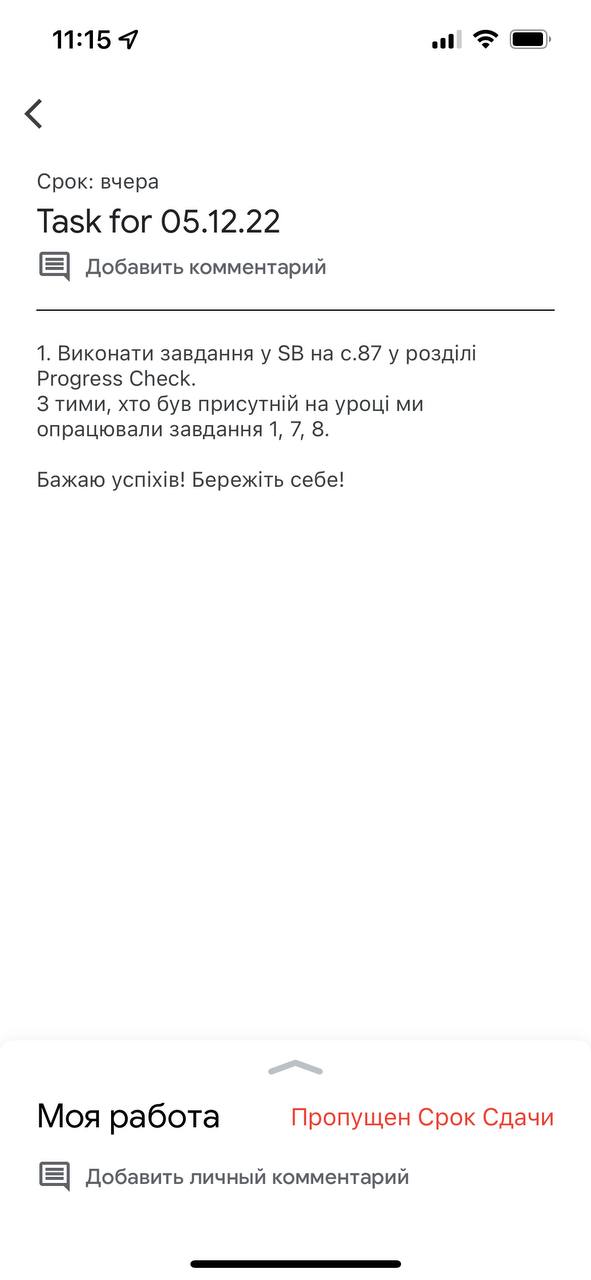 11:15
Срок: вчера
Task for 05.12.22
Добавить комментарий
1. Виконати завдання у SB на с.87 у розділі
Progress Check.
З тими, хто був присутній на уроці ми
опрацювали завдання 1, 7, 8.
Бажаю успіхів! Бережіть себе!
Моя работа
Пропущен Срок Сдачи
Добавить личный комментарий